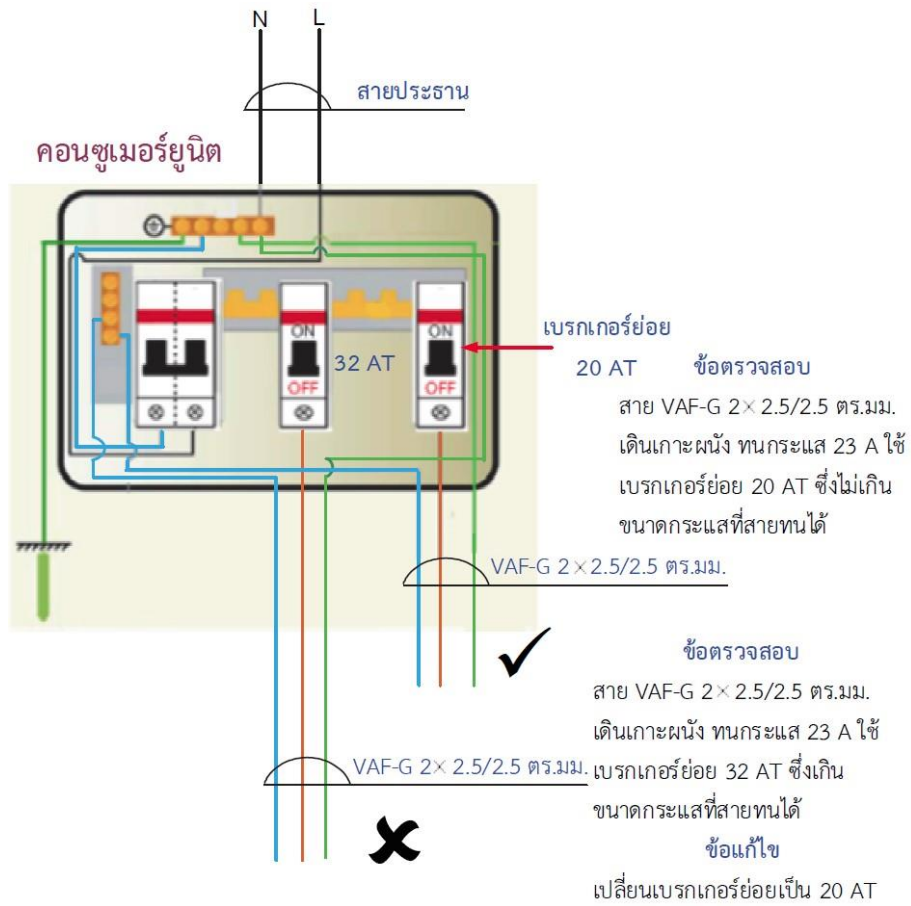 N L
สายประธาน
คอนซูเมอร์ยูนิต
ON
OFF
32 AT
ON
OFF
เบรกเกอร์ย่อย
20 AT
ข้อตรวจสอบ
สาย VAF-G 2×2.5/2.5 ตร.มม.
เดินเกาะผนัง ทนกระแส 23 A ใช้
เบรกเกอร์ย่อย 20 AT ซึ่งไม่เกิน
ขนาดกระแสที่สายทนได้
VAF-G 2×2.5/2.5 ตร.มม.
ข้อตรวจสอบ
สาย VAF-G 2×2.5/2.5 ตร.มม.
เดินเกาะผนัง ทนกระแส 23 A ใช้
เบรกเกอร์ย่อย 32 AT ซึ่งเกิน
ขนาดกระแสที่สายทนได้
VAF-G 2×2.5/2.5 ตร.มม.
ข้อแก้ไข
เปลี่ยนเบรกเกอร์ย่อยเป็น 20 AT